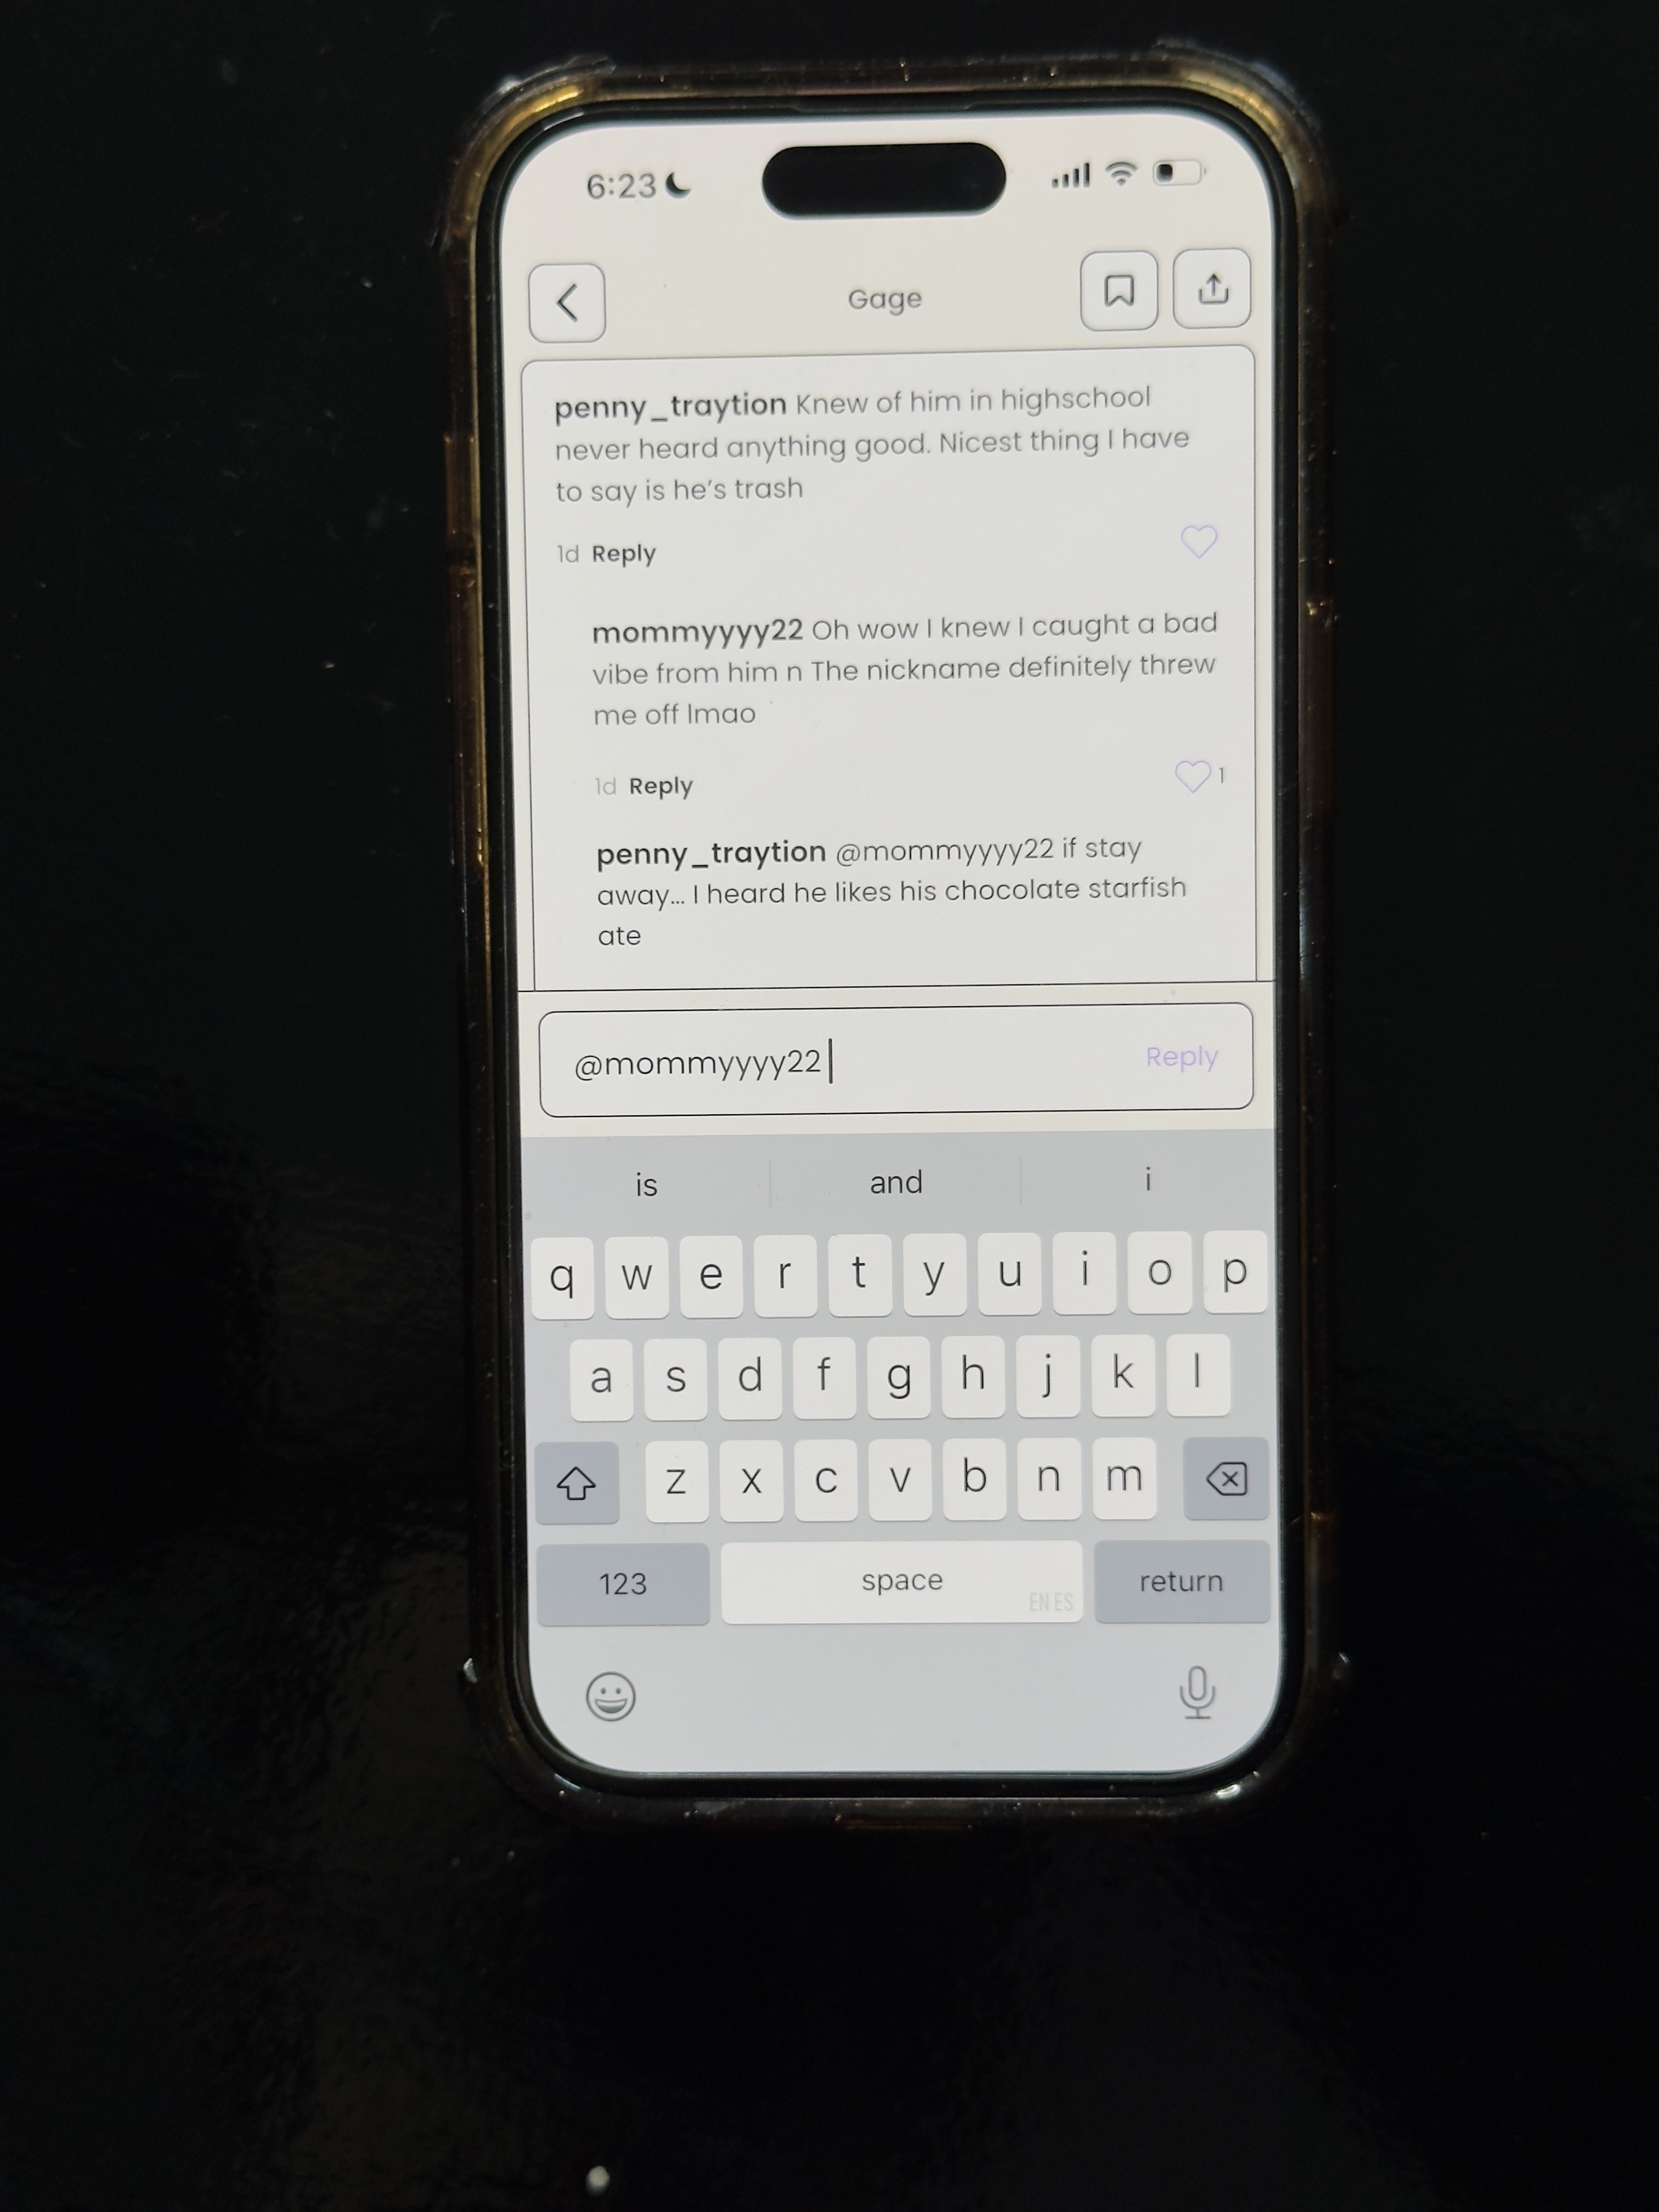 6:23
Gage
penny_traytion Knew of him in highschool
never heard anything good. Nicest thing I have
to say is he's trash
1d Reply
mommyyyy22 Oh wow I knew I caught a bad
vibe from him n The nickname definitely threw
me off lmao
1d Reply 1
penny_traytion @mommyyyy22 if stay
away... I heard he likes his chocolate starfish
ate
@mommyyyy22 Reply
is and i
q w e r t y u i o p
a s d f g h j k l
z x c v b n m
123 space EN ES return